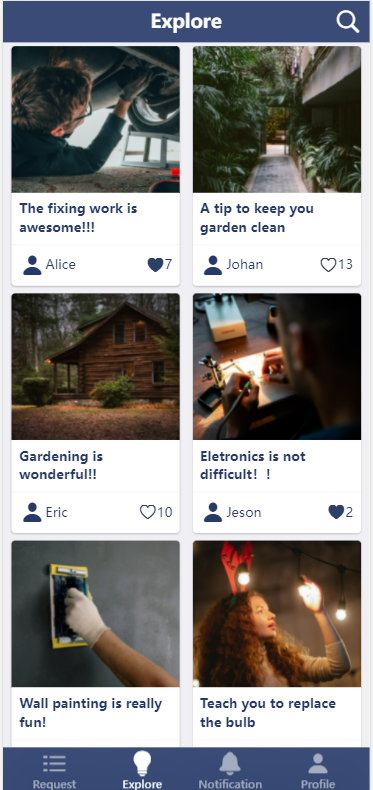 Explore
The fixing work is
awesome!!!
Alice
7
A tip to keep you
garden clean
Johan
13
Gardening is
wonderful!!
Eric
10
Eletronics is not
difficult！！
Jeson
2
Wall painting is really
fun!
Teach you to replace
the bulb
Request
Explore
Notification
Profile